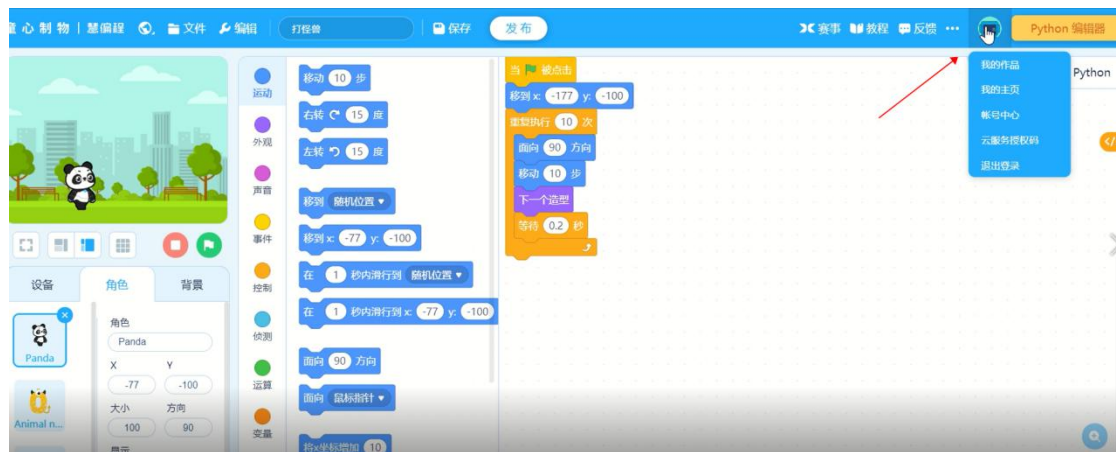 心制物 | 慧编程 文件 编辑 打怪兽 保存 发布 赛事 教程 反馈 ... Python 编辑器
我的作品
我的主页
帐号中心
云服务授权码
退出登录
Python
</>
运动
外观
声音
事件
控制
侦测
运算
变量
移动 10 步
右转 15 度
左转 15 度
移到 随机位置
移到 x: -77 y: -100
在 1 秒内滑行到 随机位置
在 1 秒内滑行到 x: -77 y: -100
面向 90 方向
面向 鼠标指针
将x坐标增加 10
当 被点击
移到 x: -177 y: -100
重复执行 10 次
面向 90 方向
移动 10 步
下一个造型
等待 0.2 秒
设备 角色 背景
Panda
Animal n...
角色
Panda
X Y
-77 -100
大小 方向
100 90